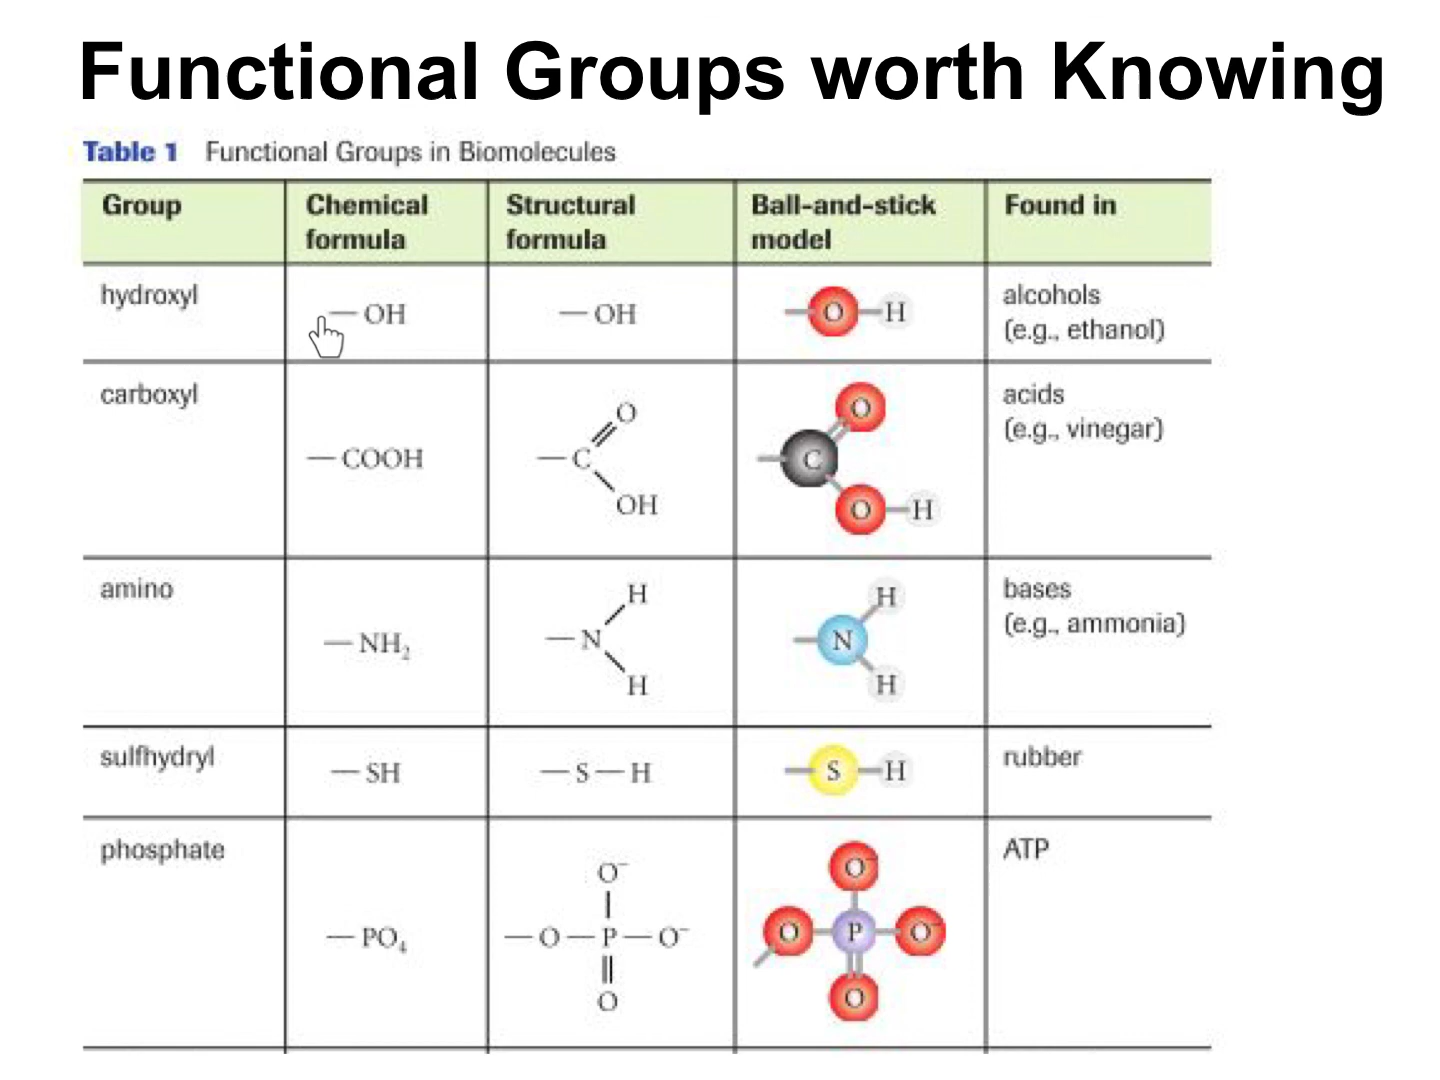 Functional Groups worth Knowing
Table 1 Functional Groups in Biomolecules
Group Chemical formula Structural formula Ball-and-stick model Found in
hydroxyl
—OH
—OH
O H
alcohols
(e.g., ethanol)
carboxyl
—COOH
O
—C
OH
O
C
O H
acids
(e.g., vinegar)
amino
—NH₂
H
—N
H
H
N
H
bases
(e.g., ammonia)
sulfhydryl
—SH
—S—H
S H
rubber
phosphate
—PO₄
O⁻
—O—P—O⁻
O
O⁻
O P O⁻
O
ATP